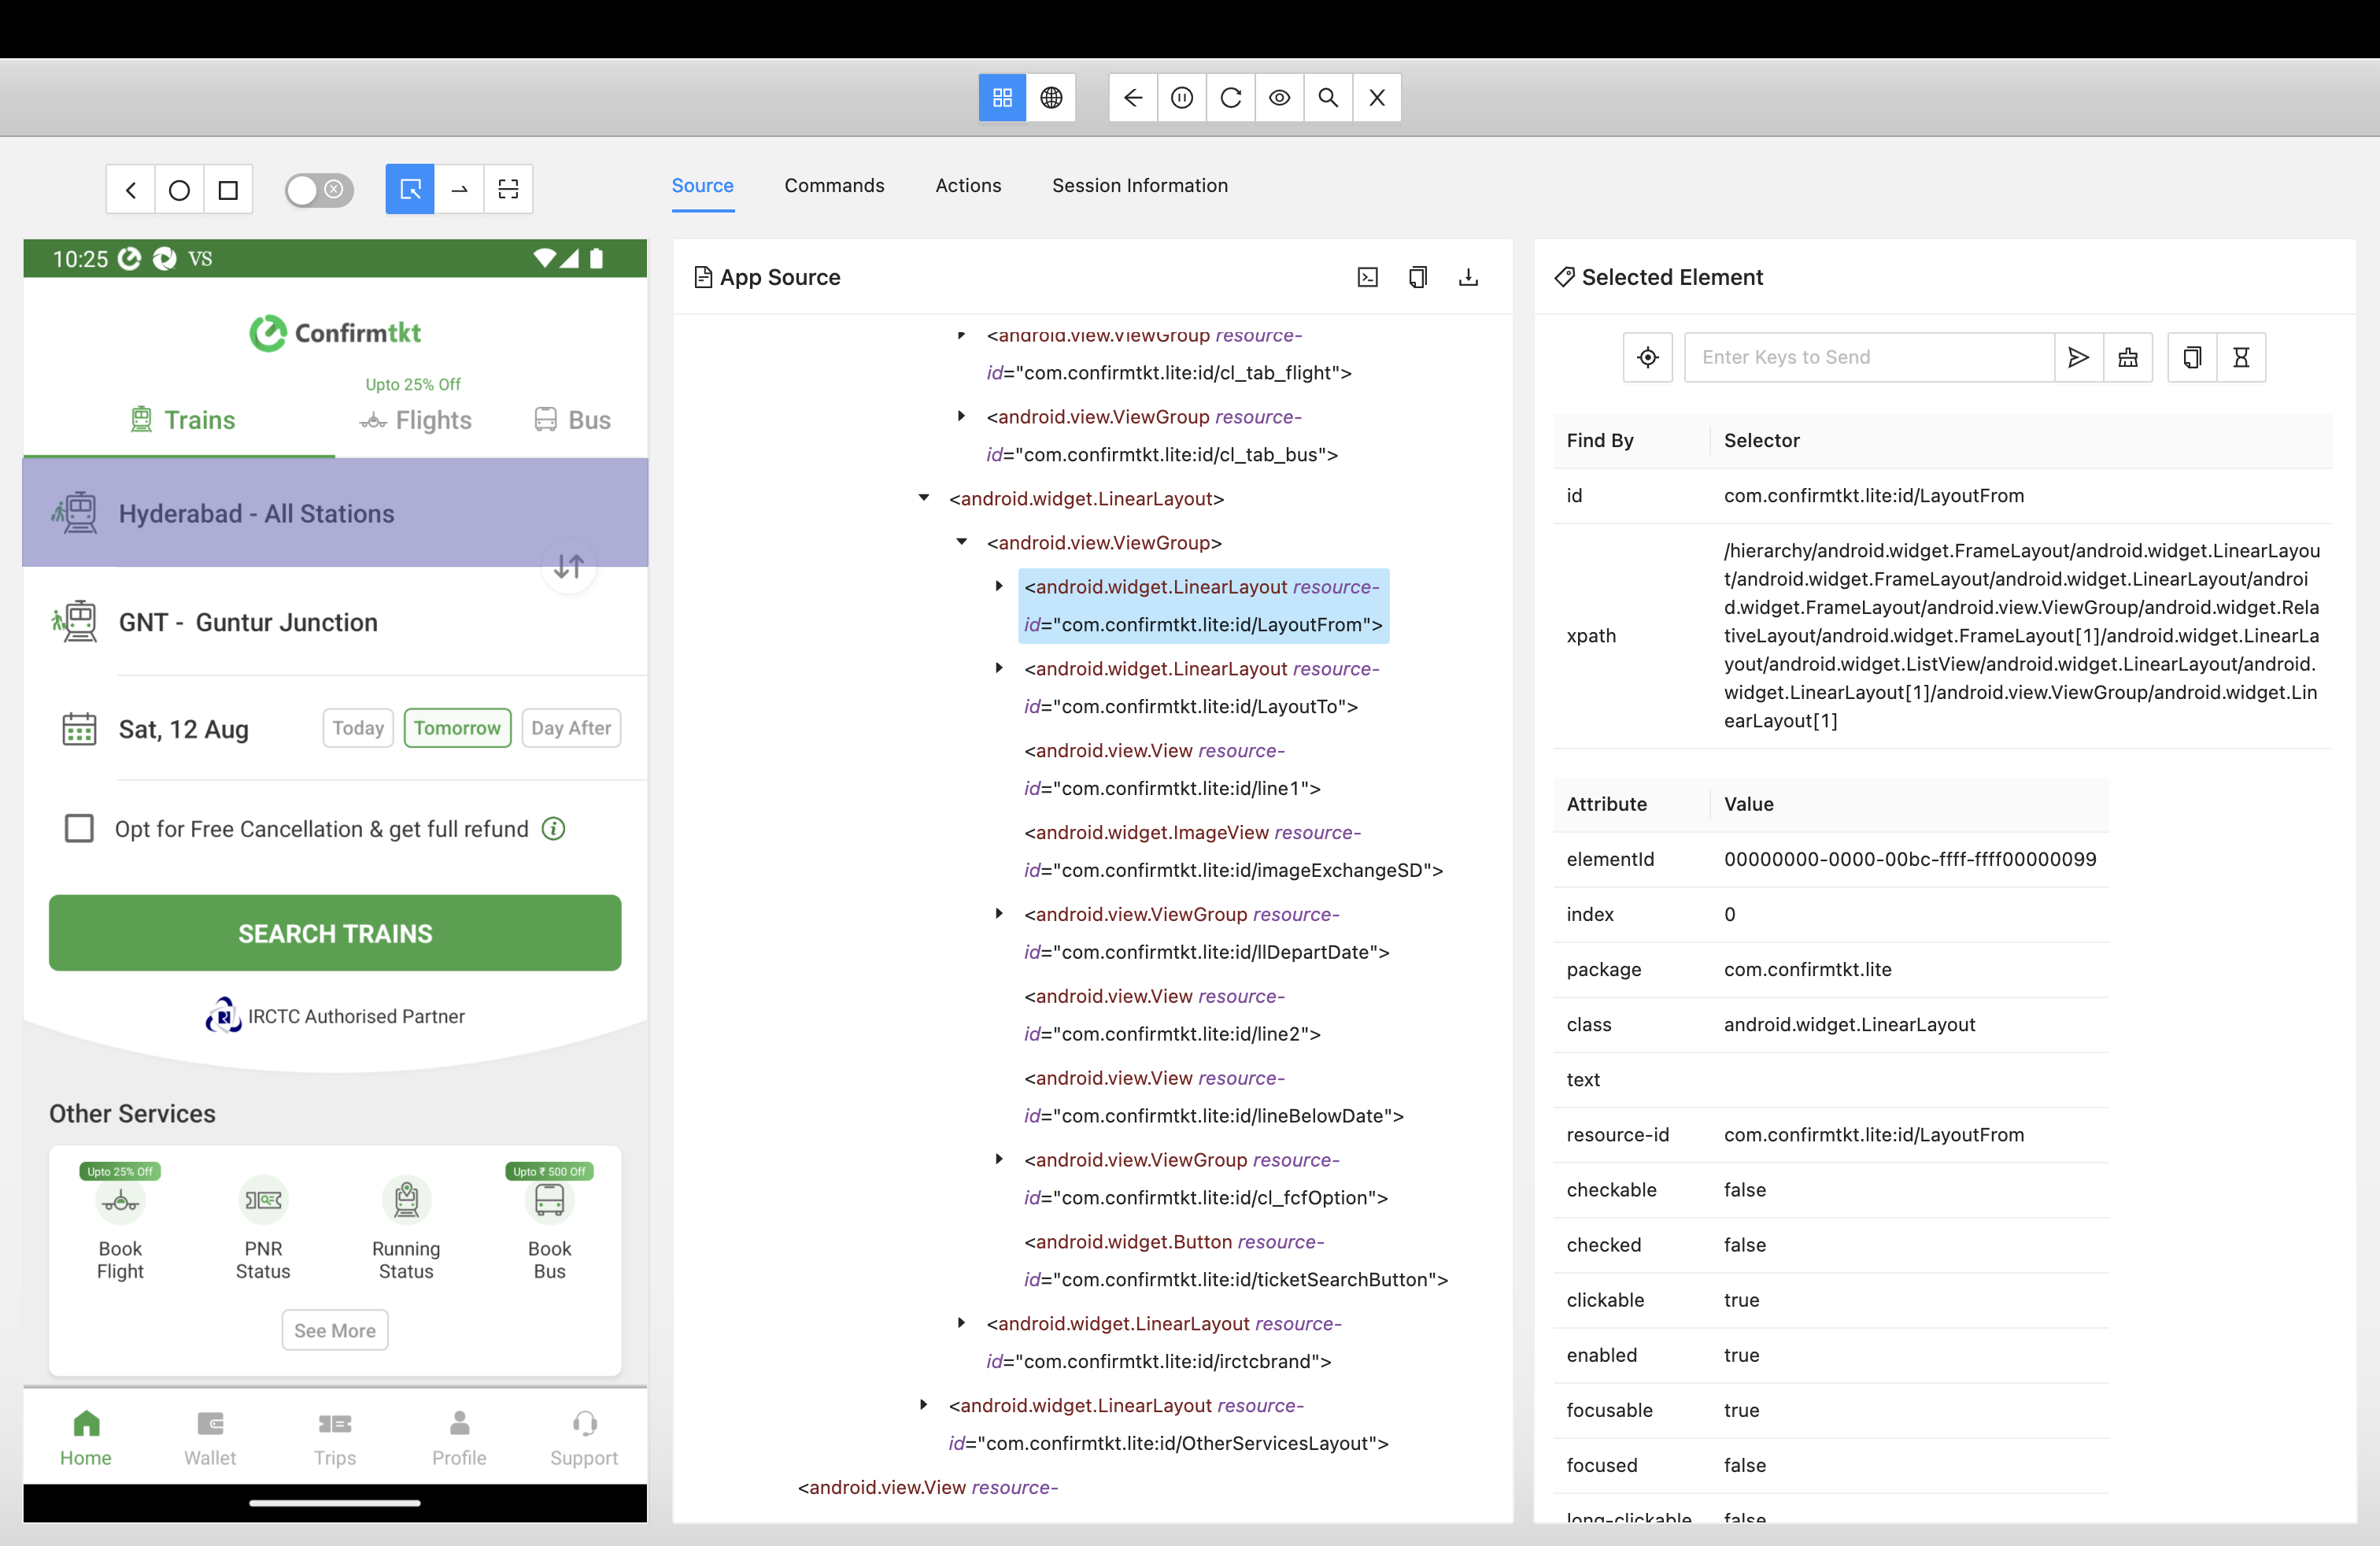 Source
Commands
Actions
Session Information
10:25 VS
Confirmtkt
Upto 25% Off
Trains
Flights
Bus
Hyderabad - All Stations
GNT - Guntur Junction
Sat, 12 Aug
Today
Tomorrow
Day After
Opt for Free Cancellation & get full refund
SEARCH TRAINS
IRCTC Authorised Partner
Other Services
Upto 25% Off
Upto ₹ 500 Off
Book
Flight
PNR
Status
Running
Status
Book
Bus
See More
Home
Wallet
Trips
Profile
Support
App Source
<android.view.ViewGroup resource-
id="com.confirmtkt.lite:id/cl_tab_flight">
<android.view.ViewGroup resource-
id="com.confirmtkt.lite:id/cl_tab_bus">
<android.widget.LinearLayout>
<android.view.ViewGroup>
<android.widget.LinearLayout resource-
id="com.confirmtkt.lite:id/LayoutFrom">
<android.widget.LinearLayout resource-
id="com.confirmtkt.lite:id/LayoutTo">
<android.view.View resource-
id="com.confirmtkt.lite:id/line1">
<android.widget.ImageView resource-
id="com.confirmtkt.lite:id/imageExchangeSD">
<android.view.ViewGroup resource-
id="com.confirmtkt.lite:id/llDepartDate">
<android.view.View resource-
id="com.confirmtkt.lite:id/line2">
<android.view.View resource-
id="com.confirmtkt.lite:id/lineBelowDate">
<android.view.ViewGroup resource-
id="com.confirmtkt.lite:id/cl_fcfOption">
<android.widget.Button resource-
id="com.confirmtkt.lite:id/ticketSearchButton">
<android.widget.LinearLayout resource-
id="com.confirmtkt.lite:id/irctcbrand">
<android.widget.LinearLayout resource-
id="com.confirmtkt.lite:id/OtherServicesLayout">
<android.view.View resource-
Selected Element
Enter Keys to Send
Find By Selector
id com.confirmtkt.lite:id/LayoutFrom
xpath
/hierarchy/android.widget.FrameLayout/android.widget.LinearLayou
t/android.widget.FrameLayout/android.widget.LinearLayout/androi
d.widget.FrameLayout/android.view.ViewGroup/android.widget.Rela
tiveLayout/android.widget.FrameLayout[1]/android.widget.LinearLa
yout/android.widget.ListView/android.widget.LinearLayout/android.
widget.LinearLayout[1]/android.view.ViewGroup/android.widget.Lin
earLayout[1]
Attribute Value
elementId 00000000-0000-00bc-ffff-ffff00000099
index 0
package com.confirmtkt.lite
class android.widget.LinearLayout
text
resource-id com.confirmtkt.lite:id/LayoutFrom
checkable false
checked false
clickable true
enabled true
focusable true
focused false
long-clickable false